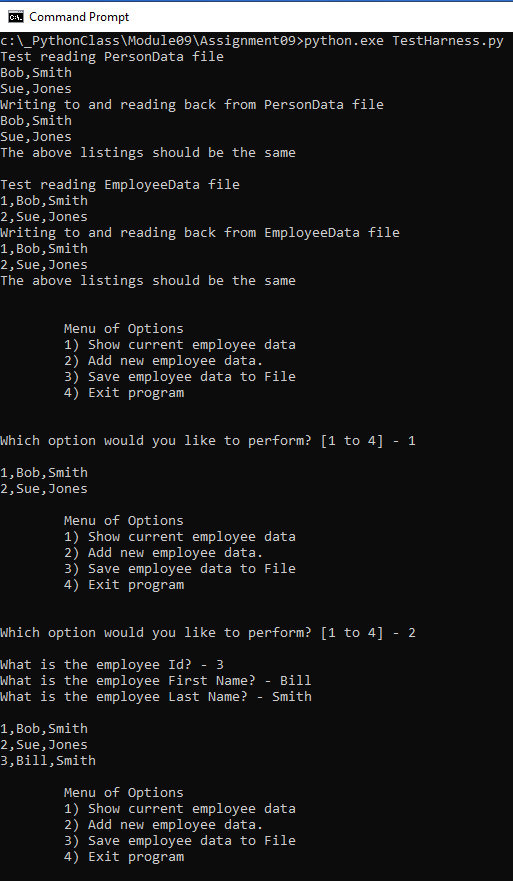 Command Prompt
c:\_PythonClass\Module09\Assignment09>python.exe TestHarness.py
Test reading PersonData file
Bob,Smith
Sue,Jones
Writing to and reading back from PersonData file
Bob,Smith
Sue,Jones
The above listings should be the same
Test reading EmployeeData file
1,Bob,Smith
2,Sue,Jones
Writing to and reading back from EmployeeData file
1,Bob,Smith
2,Sue,Jones
The above listings should be the same
Menu of Options
1) Show current employee data
2) Add new employee data.
3) Save employee data to File
4) Exit program
Which option would you like to perform? [1 to 4] - 1
1,Bob,Smith
2,Sue,Jones
Menu of Options
1) Show current employee data
2) Add new employee data.
3) Save employee data to File
4) Exit program
Which option would you like to perform? [1 to 4] - 2
What is the employee Id? - 3
What is the employee First Name? - Bill
What is the employee Last Name? - Smith
1,Bob,Smith
2,Sue,Jones
3,Bill,Smith
Menu of Options
1) Show current employee data
2) Add new employee data.
3) Save employee data to File
4) Exit program